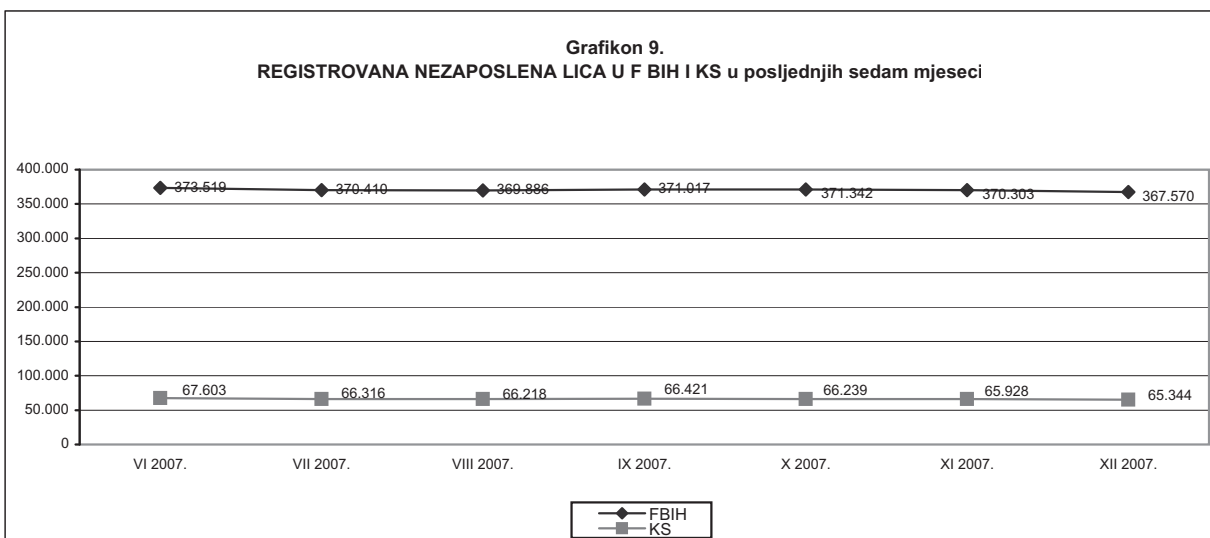 Grafikon 9.
REGISTROVANA NEZAPOSLENA LICA U F BIH I KS u posljednjih sedam mjeseci
400.000
373.519 370.410 369.886 371.017 371.342 370.303 367.570
350.000
300.000
250.000
200.000
150.000
100.000
67.603 66.316 66.218 66.421 66.239 65.928 65.344
50.000
0
VI 2007. VII 2007. VIII 2007. IX 2007. X 2007. XI 2007. XII 2007.
FBIH
KS